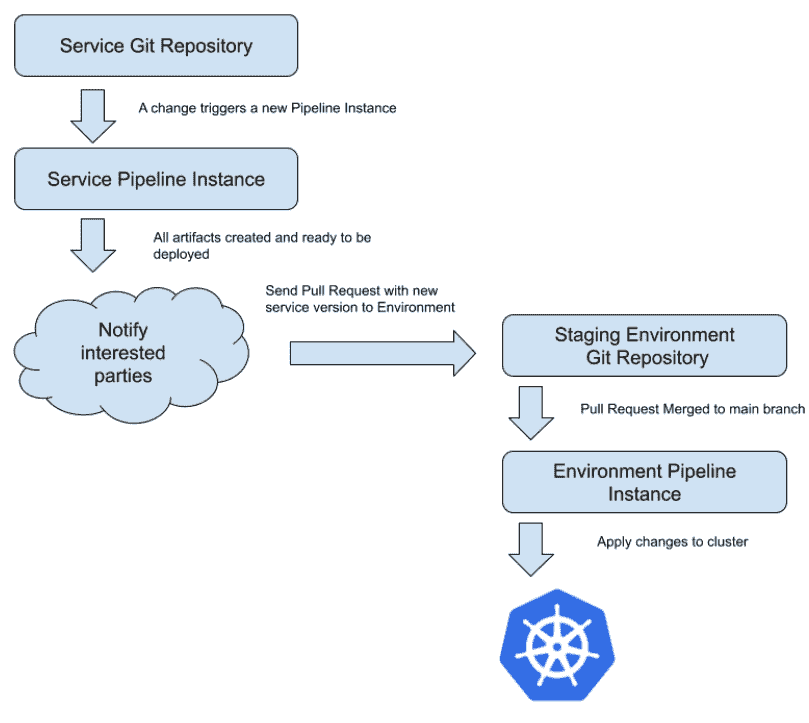 Service Git Repository
A change triggers a new Pipeline Instance
Service Pipeline Instance
All artifacts created and ready to be
deployed
Notify
interested
parties
Send Pull Request with new
service version to Environment
Staging Environment
Git Repository
Pull Request Merged to main branch
Environment Pipeline
Instance
Apply changes to cluster